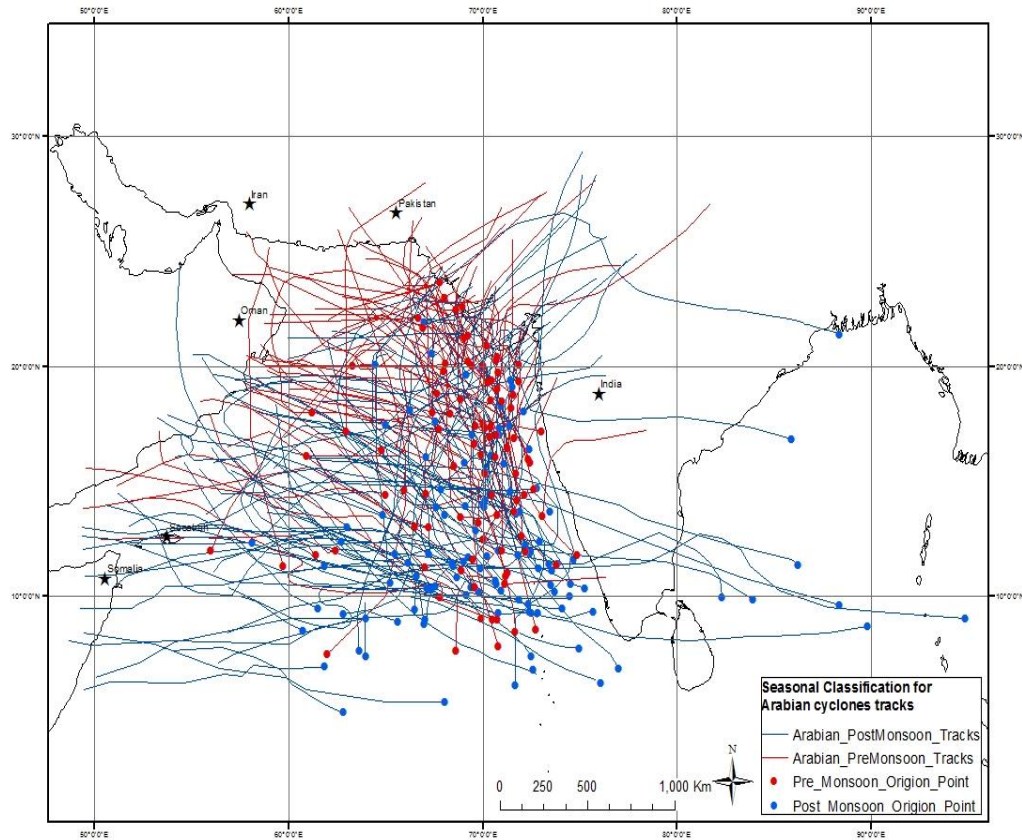 50°0'0"E 60°0'0"E 70°0'0"E 80°0'0"E 90°0'0"E
30°0'0"N 30°0'0"N
Iran
Pakistan
Oman
20°0'0"N 20°0'0"N
India
Somalia
10°0'0"N 10°0'0"N
Seasonal Classification for
Arabian cyclones tracks
Arabian_PostMonsoon_Tracks
Arabian_PreMonsoon_Tracks
Pre_Monsoon_Origion_Point
Post_Monsoon_Origion_Point
N
0 250 500 1,000 Km
50°0'0"E 60°0'0"E 70°0'0"E 80°0'0"E 90°0'0"E